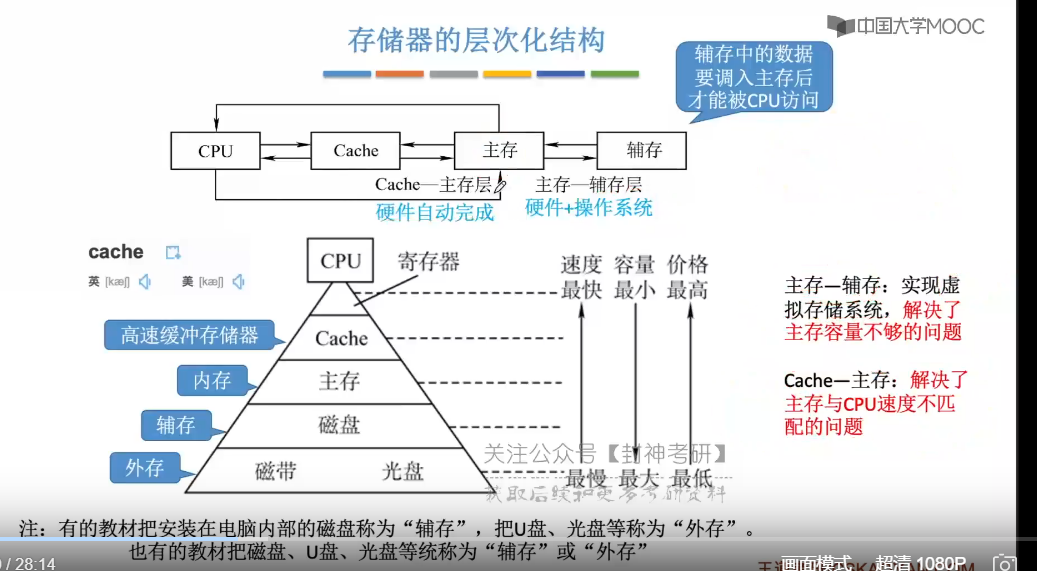 中国大学MOOC
存储器的层次化结构
辅存中的数据
要调入主存后
才能被CPU访问
CPU
Cache
主存
辅存
Cache—主存层
主存—辅存层
硬件自动完成
硬件+操作系统
cache
英 [kæʃ]
美 [kæʃ]
CPU
寄存器
速度 容量 价格
最快 最小 最高
高速缓冲存储器
Cache
内存
主存
辅存
磁盘
外存
磁带
光盘
最慢 最大 最低
主存—辅存：实现虚
拟存储系统，解决了
主存容量不够的问题
Cache—主存：解决了
主存与CPU速度不匹
配的问题
关注公众号【封神考研】
获取后续和更多考研资料
注：有的教材把安装在电脑内部的磁盘称为“辅存”，把U盘、光盘等称为“外存”。
也有的教材把磁盘、U盘、光盘等统称为“辅存”或“外存”
/ 28:14
画面模式
超清 1080P